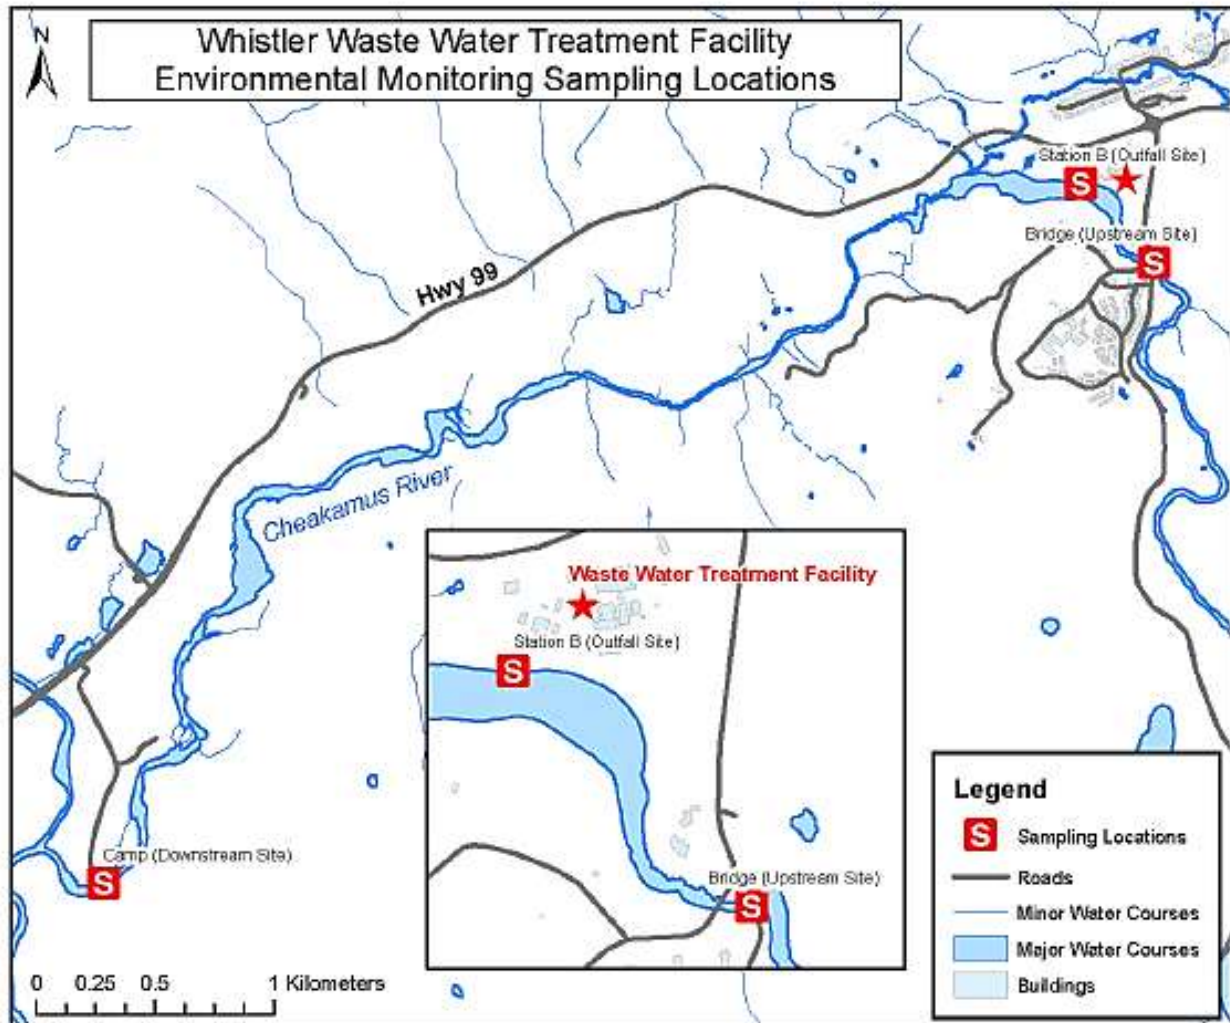 N
Whistler Waste Water Treatment Facility
Environmental Monitoring Sampling Locations
Station B (Outfall Site)
S
Bridge (Upstream Site)
S
Hwy 99
Cheakamus River
Waste Water Treatment Facility
Station B (Outfall Site)
S
Bridge (Upstream Site)
S
Camp (Downstream Site)
S
0 0.25 0.5 1 Kilometers
Legend
S Sampling Locations
Roads
Minor Water Courses
Major Water Courses
Buildings